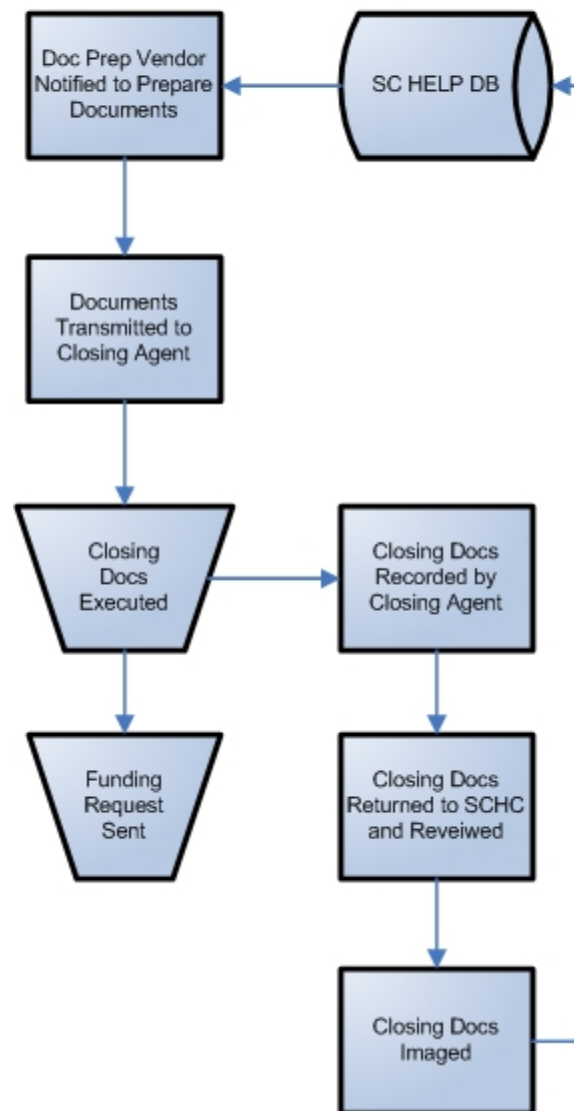 Doc Prep Vendor
Notified to Prepare
Documents
SC HELP DB
Documents
Transmitted to
Closing Agent
Closing
Docs
Executed
Closing Docs
Recorded by
Closing Agent
Funding
Request
Sent
Closing Docs
Returned to SCHC
and Reveiwed
Closing Docs
Imaged